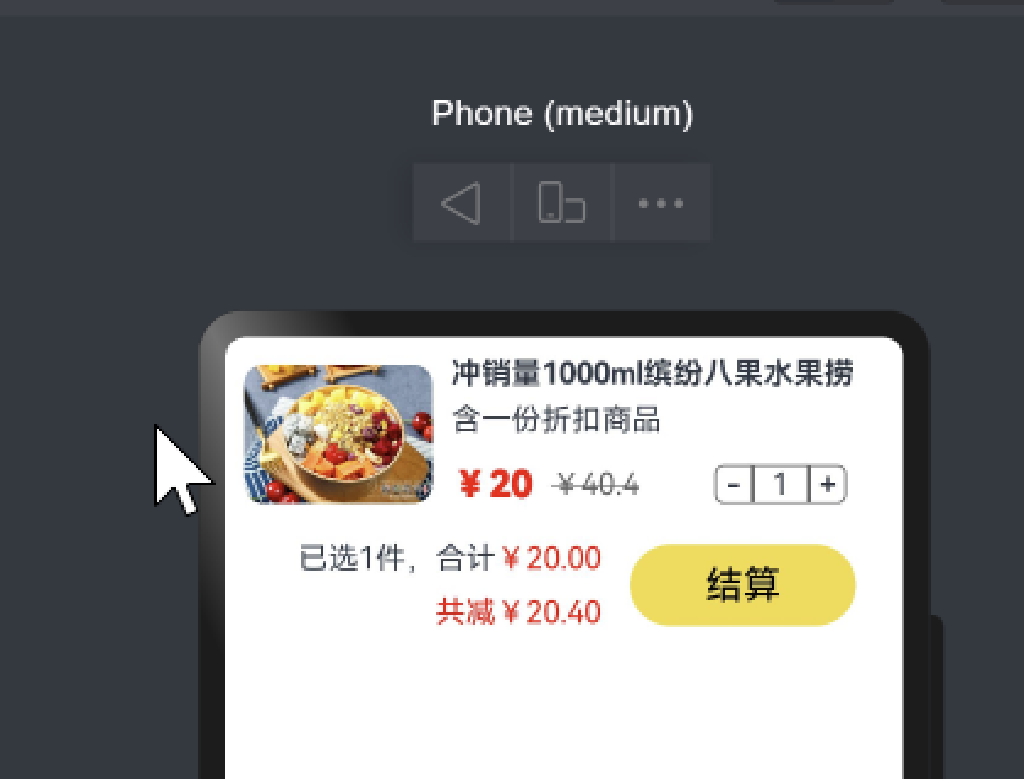 Phone (medium)
冲销量1000ml缤纷八果水果捞
含一份折扣商品
￥20 ￥40.4 - 1 +
已选1件，合计￥20.00
共减￥20.40
结算